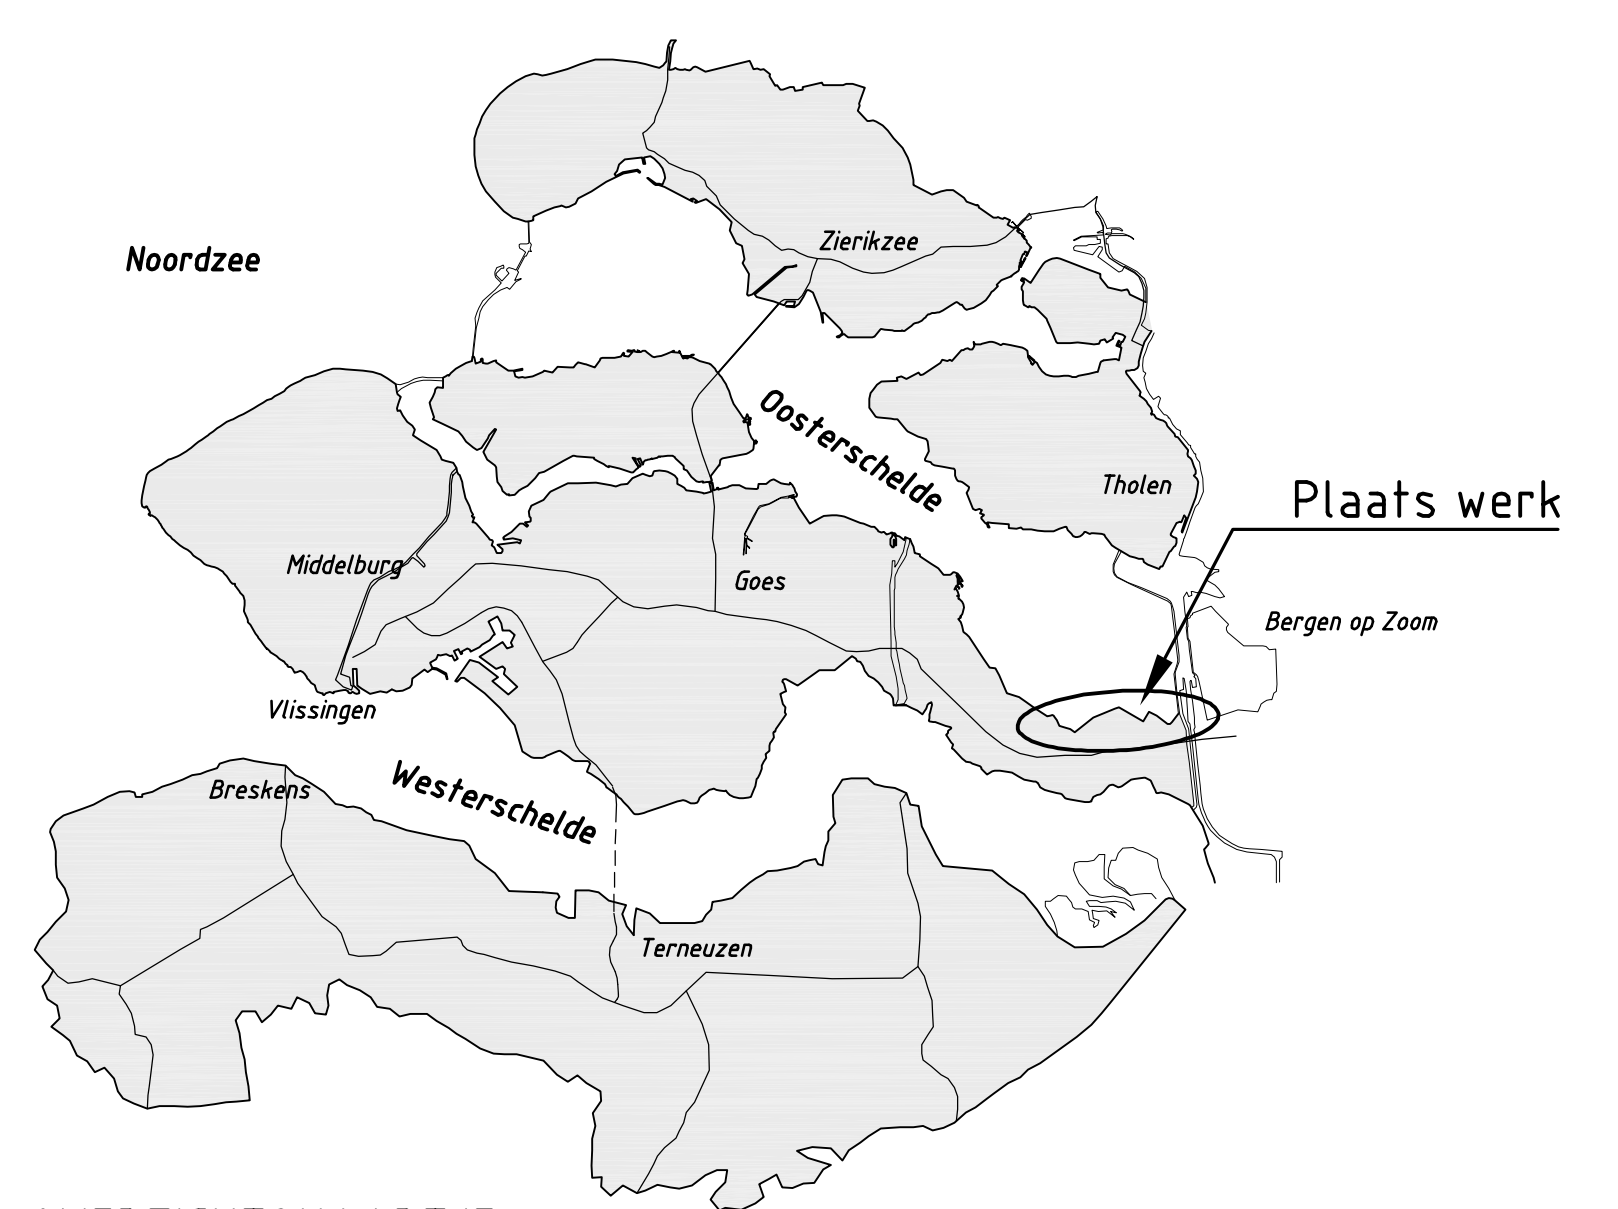 Noordzee
Zierikzee
Oosterschelde
Tholen
Plaats werk
Middelburg
Goes
Bergen op Zoom
Vlissingen
Westerschelde
Breskens
Terneuzen